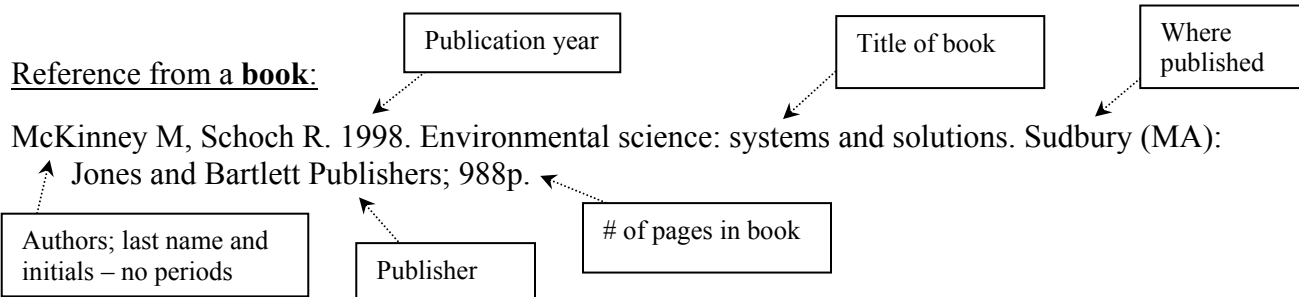 Publication year
Title of book
Where
published
Reference from a book:
McKinney M, Schoch R. 1998. Environmental science: systems and solutions. Sudbury (MA):
Jones and Bartlett Publishers; 988p.
Authors; last name and
initials – no periods
Publisher
# of pages in book